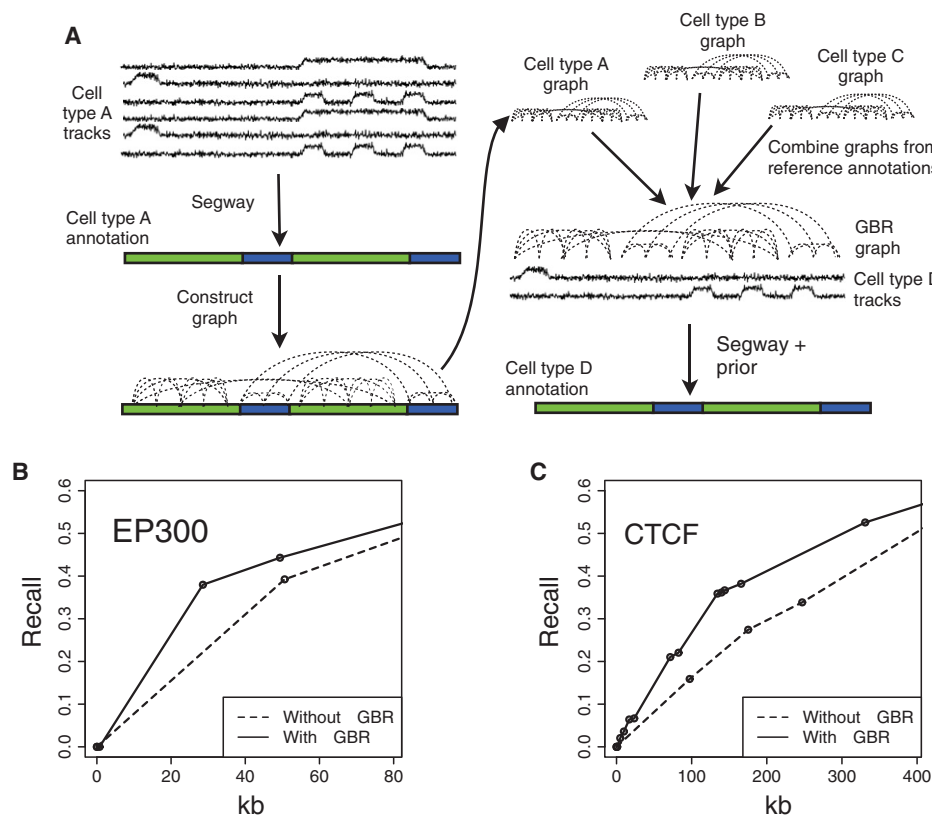 A
Cell
type A
tracks
Segway
Cell type A
annotation
Construct
graph
Cell type B
graph
Cell type A
graph
Cell type C
graph
Combine graphs from
reference annotations
GBR
graph
Cell type D
tracks
Segway +
prior
Cell type D
annotation
B
EP300
Recall
0.0 0.1 0.2 0.3 0.4 0.5 0.6
0 20 40 60 80
kb
Without GBR
With GBR
C
CTCF
Recall
0.0 0.1 0.2 0.3 0.4 0.5 0.6
0 100 200 300 400
kb
Without GBR
With GBR